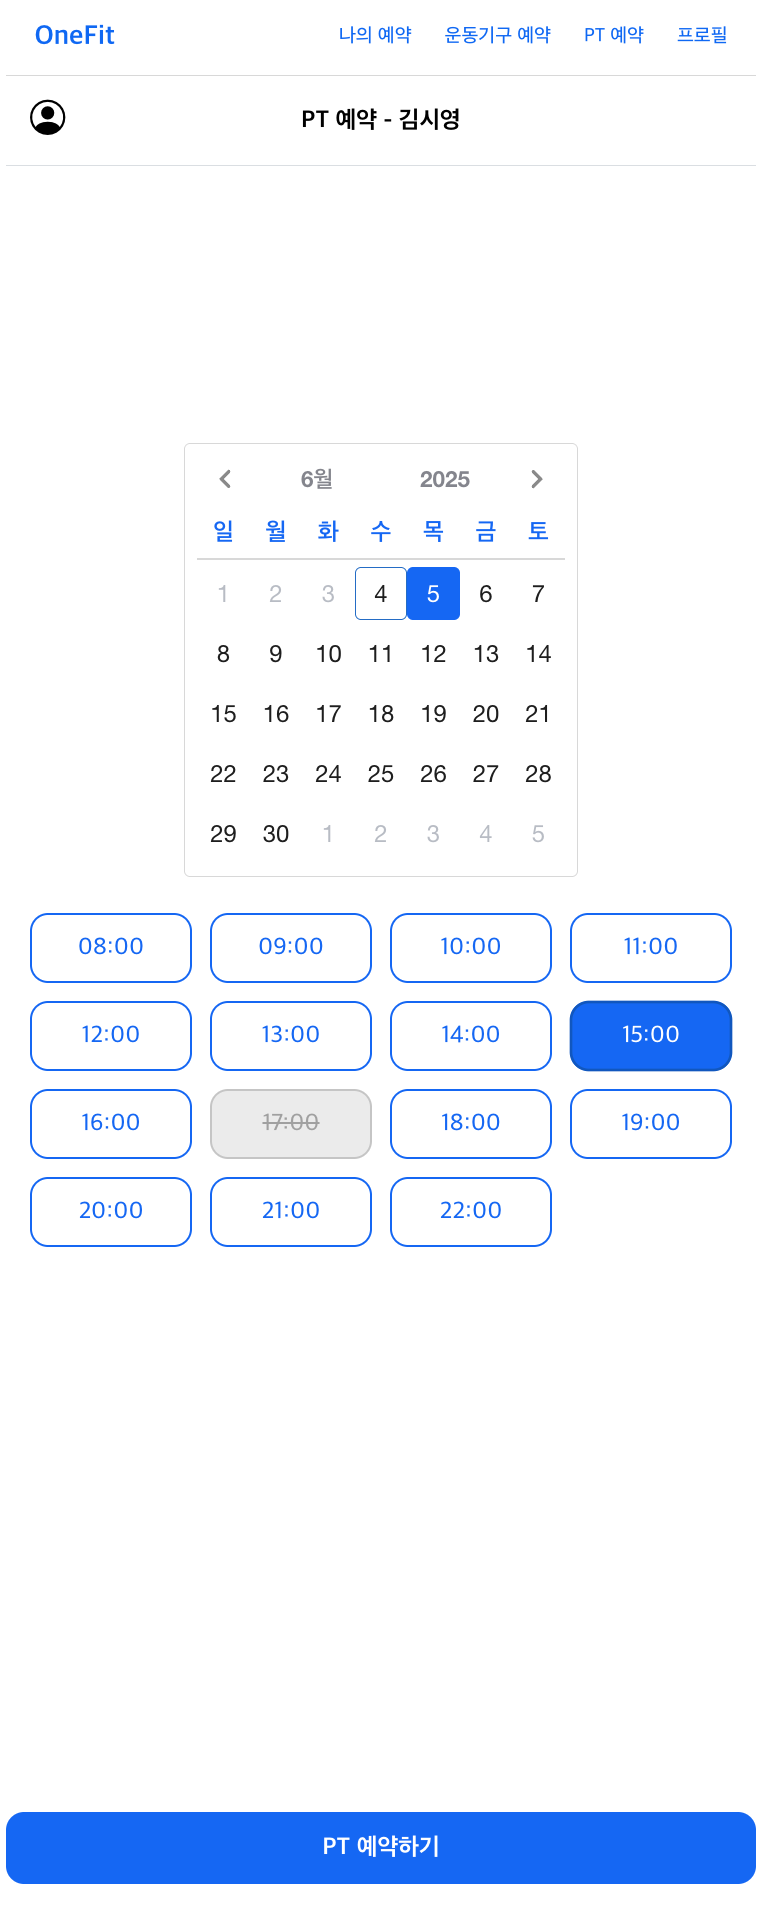 OneFit 나의 예약 운동기구 예약 PT 예약 프로필
PT 예약 - 김시영
6월 2025
일 월 화 수 목 금 토
1 2 3 4 5 6 7
8 9 10 11 12 13 14
15 16 17 18 19 20 21
22 23 24 25 26 27 28
29 30 1 2 3 4 5
08:00 09:00 10:00 11:00
12:00 13:00 14:00 15:00
16:00 17:00 18:00 19:00
20:00 21:00 22:00
PT 예약하기